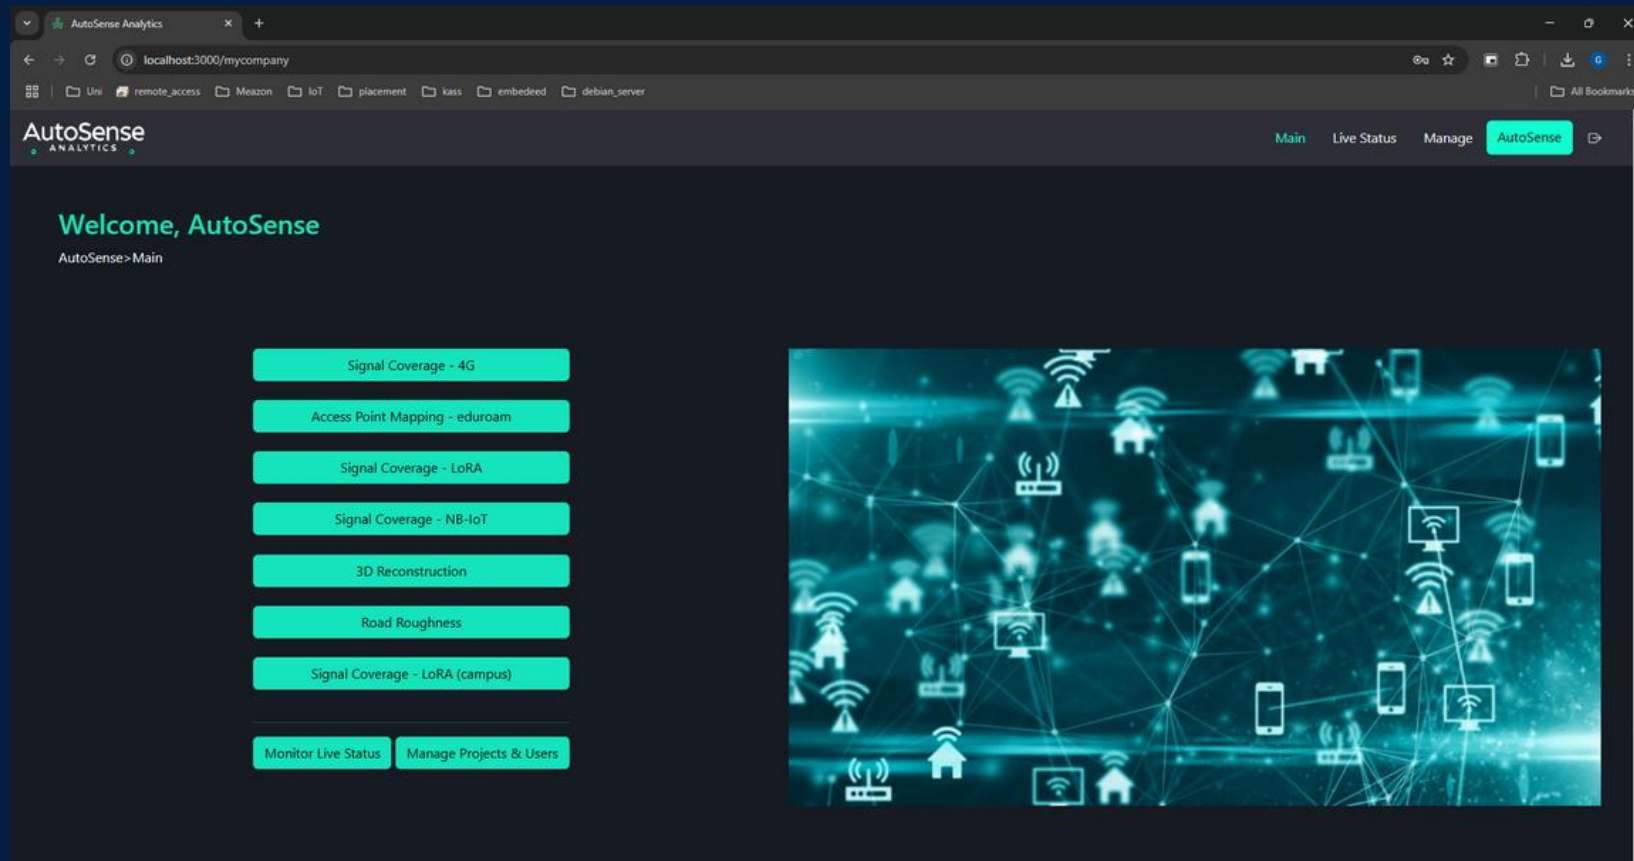 AutoSense Analytics
localhost:3000/mycompany
Uni remote_access Meazon IoT placement kass embedeed debian_server All Bookmarks
AutoSense
ANALYTICS
Main Live Status Manage AutoSense
Welcome, AutoSense
AutoSense>Main
Signal Coverage - 4G
Access Point Mapping - eduroam
Signal Coverage - LoRA
Signal Coverage - NB-IoT
3D Reconstruction
Road Roughness
Signal Coverage - LoRA (campus)
Monitor Live Status Manage Projects & Users